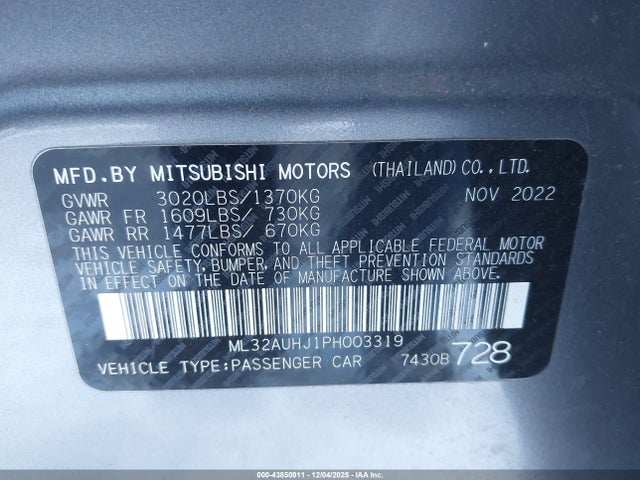 MFD.BY MITSUBISHI MOTORS (THAILAND) CO., LTD.
GVWR 3020LBS/1370KG NOV 2022
GAWR FR 1609LBS/ 730KG
GAWR RR 1477LBS/ 670KG
THIS VEHICLE CONFORMS TO ALL APPLICABLE FEDERAL MOTOR
VEHICLE SAFETY, BUMPER, AND THEFT PREVENTION STANDARDS
IN EFFECT ON THE DATE OF MANUFACTURE SHOWN ABOVE.
ML32AUHJ1PH003319
VEHICLE TYPE:PASSENGER CAR 7430B 728
000-43850911 - 12/04/2025 - IAAI.COM